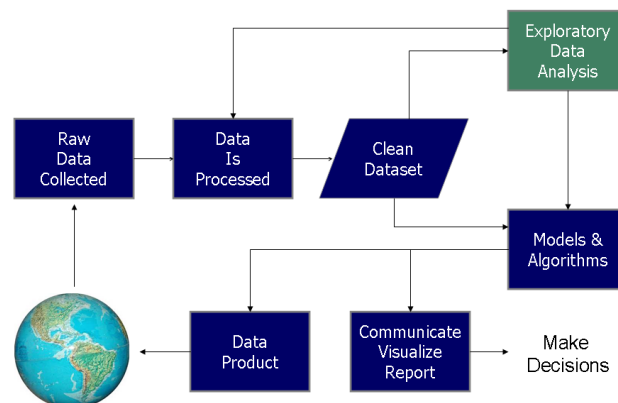 Exploratory
Data
Analysis
Raw
Data
Collected
Data
Is
Processed
Clean
Dataset
Models &
Algorithms
Data
Product
Communicate
Visualize
Report
Make
Decisions